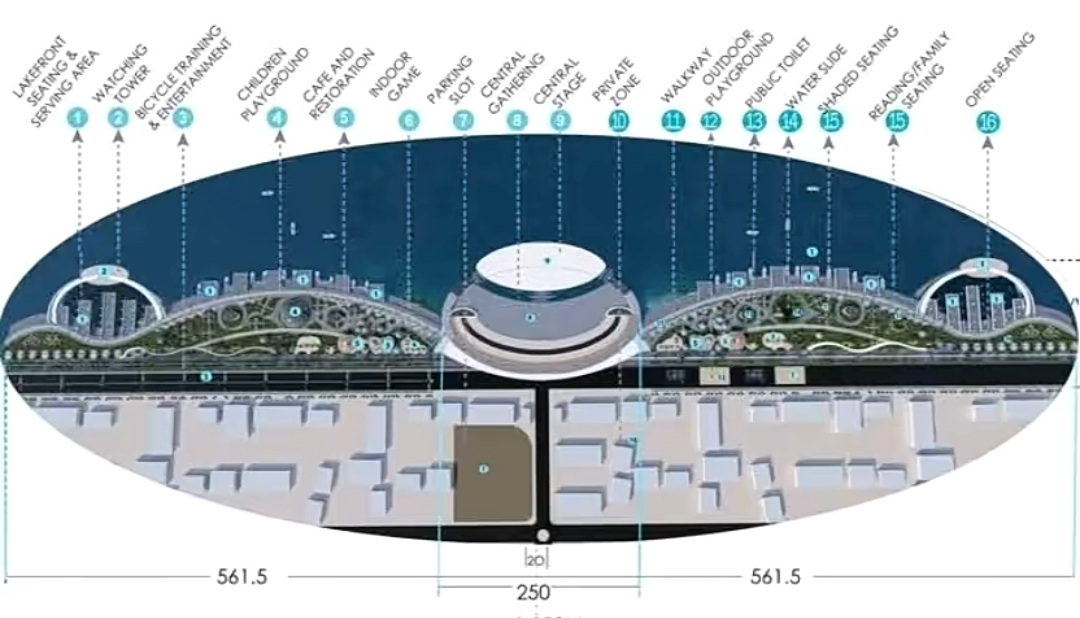 LAKEFRONT
SEATING &
SERVING AREA
WATCHING
TOWER
BICYCLE TRAINING
& ENTERTAINMENT
CHILDREN
PLAYGROUND
CAFE AND
RESTORATION
INDOOR
GAME
PARKING
SLOT
CENTRAL
GATHERING
CENTRAL
STAGE
PRIVATE
ZONE
WALKWAY
OUTDOOR
PLAYGROUND
PUBLIC TOILET
WATER SLIDE
SHADED SEATING
READING/FAMILY
SEATING
OPEN SEATING
1 2 3 4 5 6 7 8 9 10 11 12 13 14 15 15 16
20
561.5
561.5
250